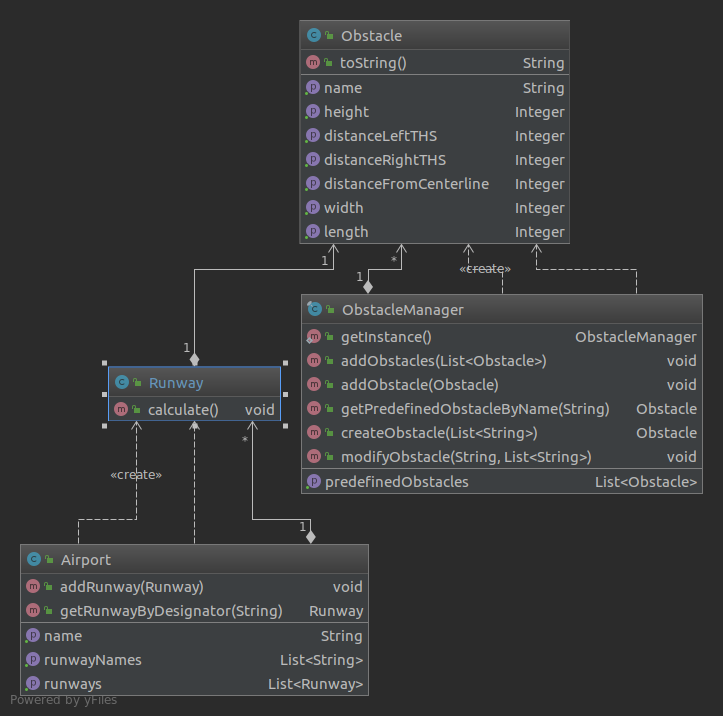 Obstacle
toString() String
name String
height Integer
distanceLeftTHS Integer
distanceRightTHS Integer
distanceFromCenterline Integer
width Integer
length Integer
1
*
«create»
1
ObstacleManager
getInstance() ObstacleManager
addObstacles(List<Obstacle>) void
addObstacle(Obstacle) void
getPredefinedObstacleByName(String) Obstacle
createObstacle(List<String>) Obstacle
modifyObstacle(String, List<String>) void
predefinedObstacles List<Obstacle>
1
Runway
calculate() void
*
«create»
1
Airport
addRunway(Runway) void
getRunwayByDesignator(String) Runway
name String
runwayNames List<String>
runways List<Runway>
Powered by yFiles